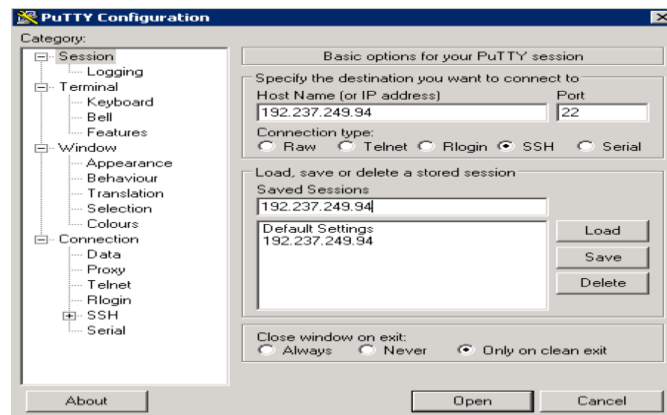 PuTTY Configuration
Category:
Session
Logging
Terminal
Keyboard
Bell
Features
Window
Appearance
Behaviour
Translation
Selection
Colours
Connection
Data
Proxy
Telnet
Rlogin
SSH
Serial
Basic options for your PuTTY session
Specify the destination you want to connect to
Host Name (or IP address) Port
192.237.249.94 22
Connection type:
Raw Telnet Rlogin SSH Serial
Load, save or delete a stored session
Saved Sessions
192.237.249.94
Default Settings
192.237.249.94
Load
Save
Delete
Close window on exit:
Always Never Only on clean exit
About Open Cancel